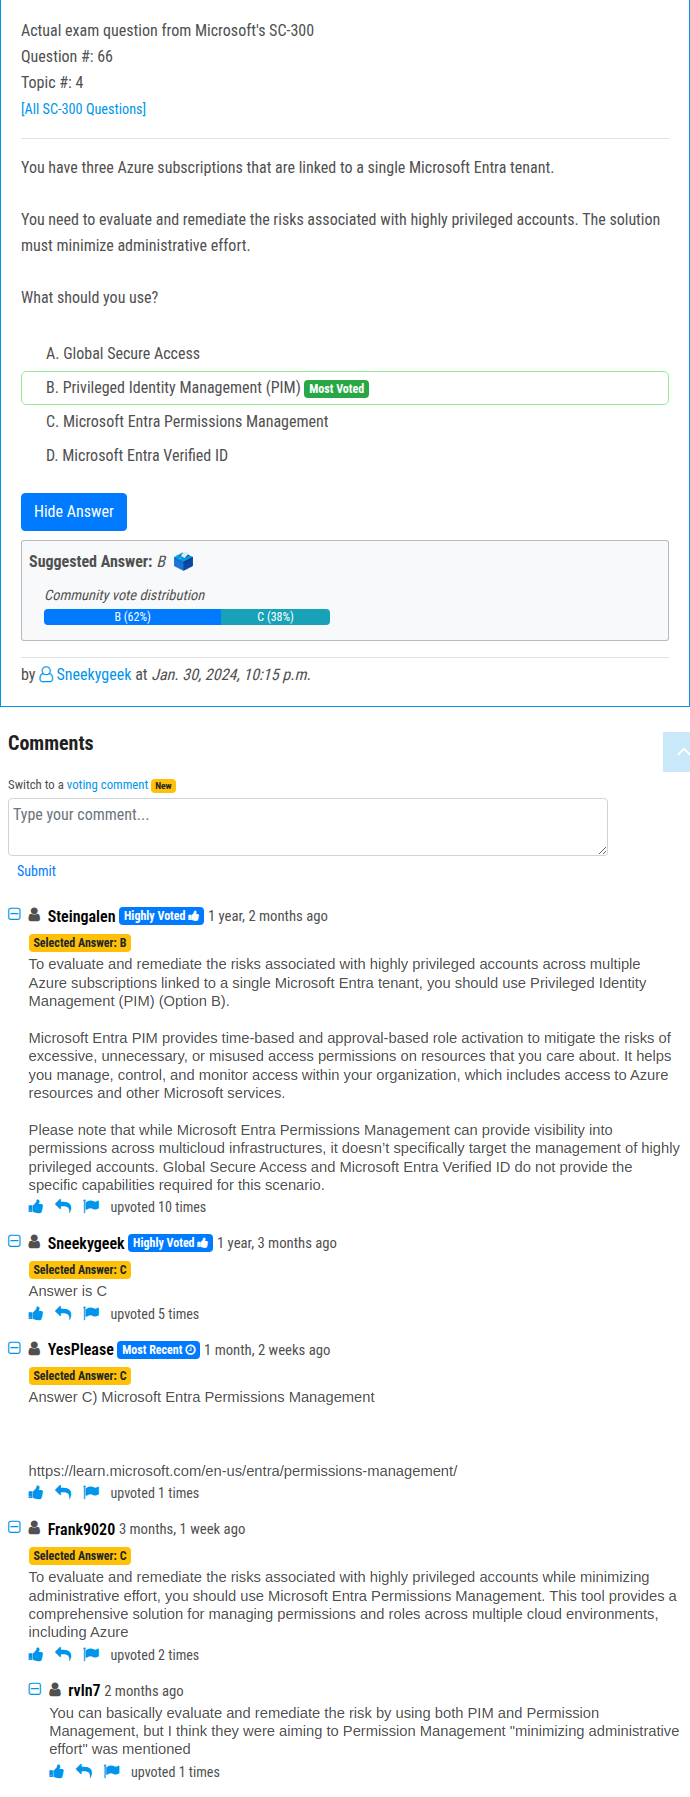 Actual exam question from Microsoft's SC-300
Question #: 66
Topic #: 4
[All SC-300 Questions]
You have three Azure subscriptions that are linked to a single Microsoft Entra tenant.
You need to evaluate and remediate the risks associated with highly privileged accounts. The solution
must minimize administrative effort.
What should you use?
A. Global Secure Access
B. Privileged Identity Management (PIM) Most Voted
C. Microsoft Entra Permissions Management
D. Microsoft Entra Verified ID
Hide Answer
Suggested Answer: B
Community vote distribution
B (62%) C (38%)
by Sneekygeek at Jan. 30, 2024, 10:15 p.m.
Comments
Switch to a voting comment New
Type your comment...
Submit
Steingalen Highly Voted 1 year, 2 months ago
Selected Answer: B
To evaluate and remediate the risks associated with highly privileged accounts across multiple
Azure subscriptions linked to a single Microsoft Entra tenant, you should use Privileged Identity
Management (PIM) (Option B).
Microsoft Entra PIM provides time-based and approval-based role activation to mitigate the risks of
excessive, unnecessary, or misused access permissions on resources that you care about. It helps
you manage, control, and monitor access within your organization, which includes access to Azure
resources and other Microsoft services.
Please note that while Microsoft Entra Permissions Management can provide visibility into
permissions across multicloud infrastructures, it doesn't specifically target the management of highly
privileged accounts. Global Secure Access and Microsoft Entra Verified ID do not provide the
specific capabilities required for this scenario.
upvoted 10 times
Sneekygeek Highly Voted 1 year, 3 months ago
Selected Answer: C
Answer is C
upvoted 5 times
YesPlease Most Recent 1 month, 2 weeks ago
Selected Answer: C
Answer C) Microsoft Entra Permissions Management
https://learn.microsoft.com/en-us/entra/permissions-management/
upvoted 1 times
Frank9020 3 months, 1 week ago
Selected Answer: C
To evaluate and remediate the risks associated with highly privileged accounts while minimizing
administrative effort, you should use Microsoft Entra Permissions Management. This tool provides a
comprehensive solution for managing permissions and roles across multiple cloud environments,
including Azure
upvoted 2 times
rvln7 2 months ago
You can basically evaluate and remediate the risk by using both PIM and Permission
Management, but I think they were aiming to Permission Management "minimizing administrative
effort" was mentioned
upvoted 1 times